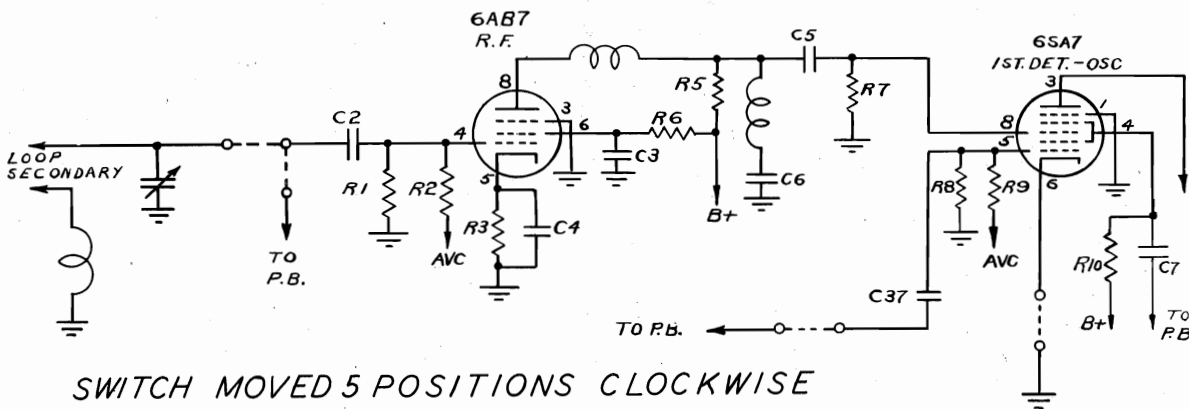 6AB7
R.F.
6SA7
1ST. DET.-OSC
8
3
6
4
5
C2
R1
R2
R3
C4
C3
R6
R5
C5
R7
C6
B+
AVC
LOOP
SECONDARY
TO
P.B.
3
1
4
8
5
6
R8
R9
AVC
C37
TO P.B.
R10
C7
B+
TO
P.B
SWITCH MOVED 5 POSITIONS CLOCKWISE